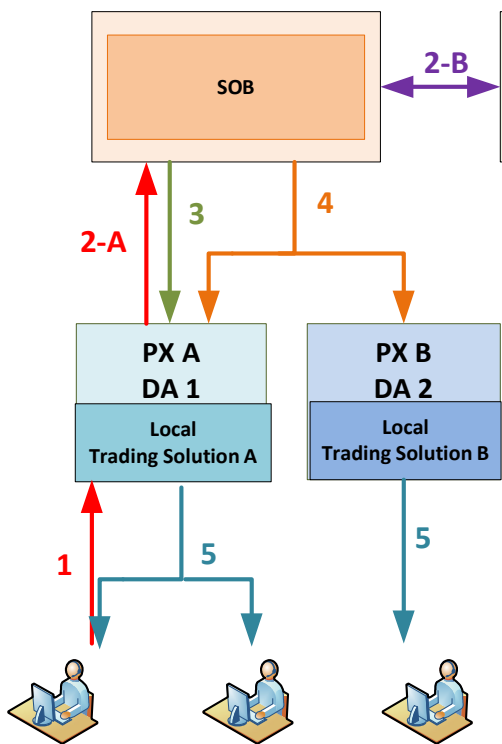 SOB
2-B
3
4
2-A
PX A
DA 1
PX B
DA 2
Local
Trading Solution A
Local
Trading Solution B
1
5
5